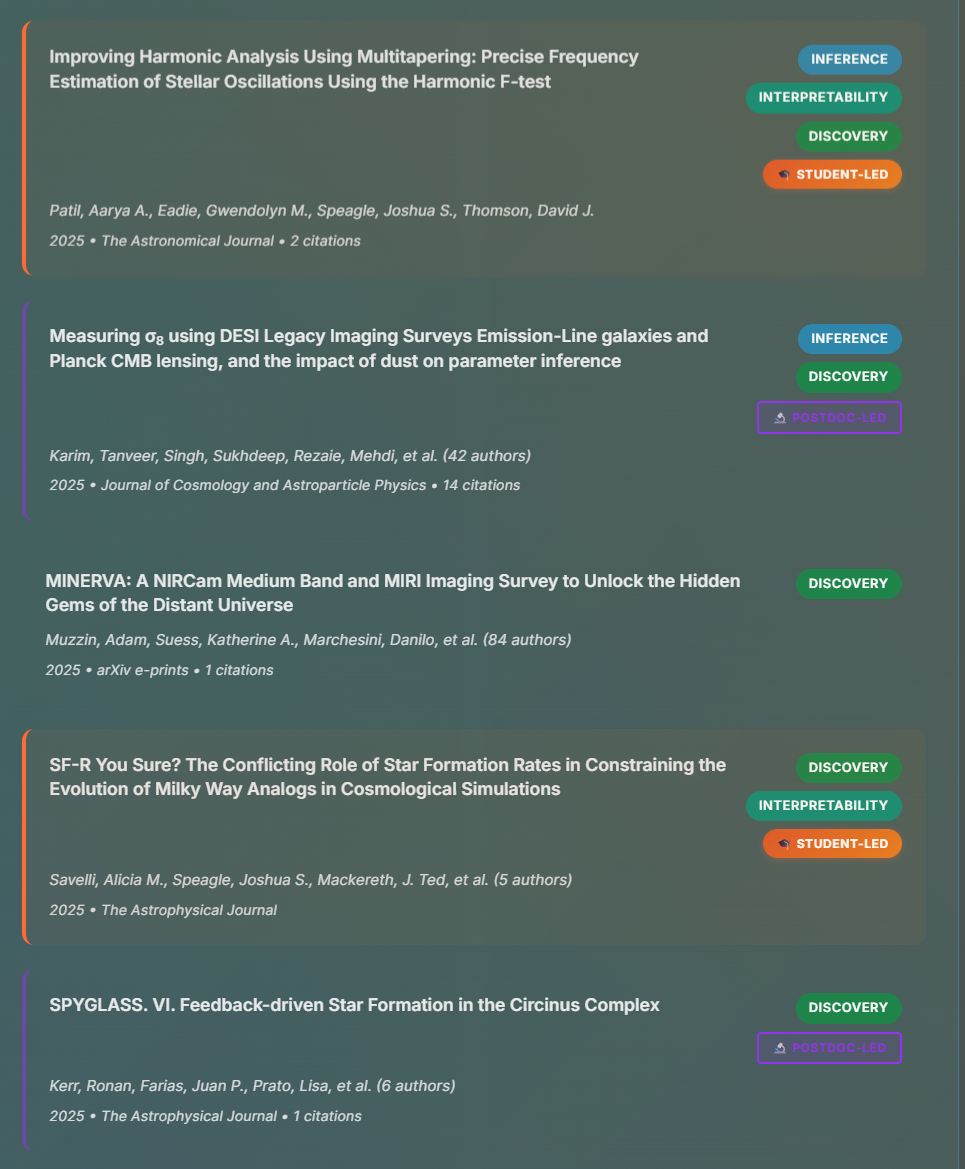 Improving Harmonic Analysis Using Multitapering: Precise Frequency
Estimation of Stellar Oscillations Using the Harmonic F-test
INFERENCE
INTERPRETABILITY
DISCOVERY
STUDENT-LED
Patil, Aarya A., Eadie, Gwendolyn M., Speagle, Joshua S., Thomson, David J.
2025 • The Astronomical Journal • 2 citations
Measuring σ₈ using DESI Legacy Imaging Surveys Emission-Line galaxies and
Planck CMB lensing, and the impact of dust on parameter inference
INFERENCE
DISCOVERY
POSTDOC-LED
Karim, Tanveer, Singh, Sukhdeep, Rezaie, Mehdi, et al. (42 authors)
2025 • Journal of Cosmology and Astroparticle Physics • 14 citations
MINERVA: A NIRCam Medium Band and MIRI Imaging Survey to Unlock the Hidden
Gems of the Distant Universe
DISCOVERY
Muzzin, Adam, Suess, Katherine A., Marchesini, Danilo, et al. (84 authors)
2025 • arXiv e-prints • 1 citations
SF-R You Sure? The Conflicting Role of Star Formation Rates in Constraining the
Evolution of Milky Way Analogs in Cosmological Simulations
DISCOVERY
INTERPRETABILITY
STUDENT-LED
Savelli, Alicia M., Speagle, Joshua S., Mackereth, J. Ted, et al. (5 authors)
2025 • The Astrophysical Journal
SPYGLASS. VI. Feedback-driven Star Formation in the Circinus Complex
DISCOVERY
POSTDOC-LED
Kerr, Ronan, Farias, Juan P., Prato, Lisa, et al. (6 authors)
2025 • The Astrophysical Journal • 1 citations